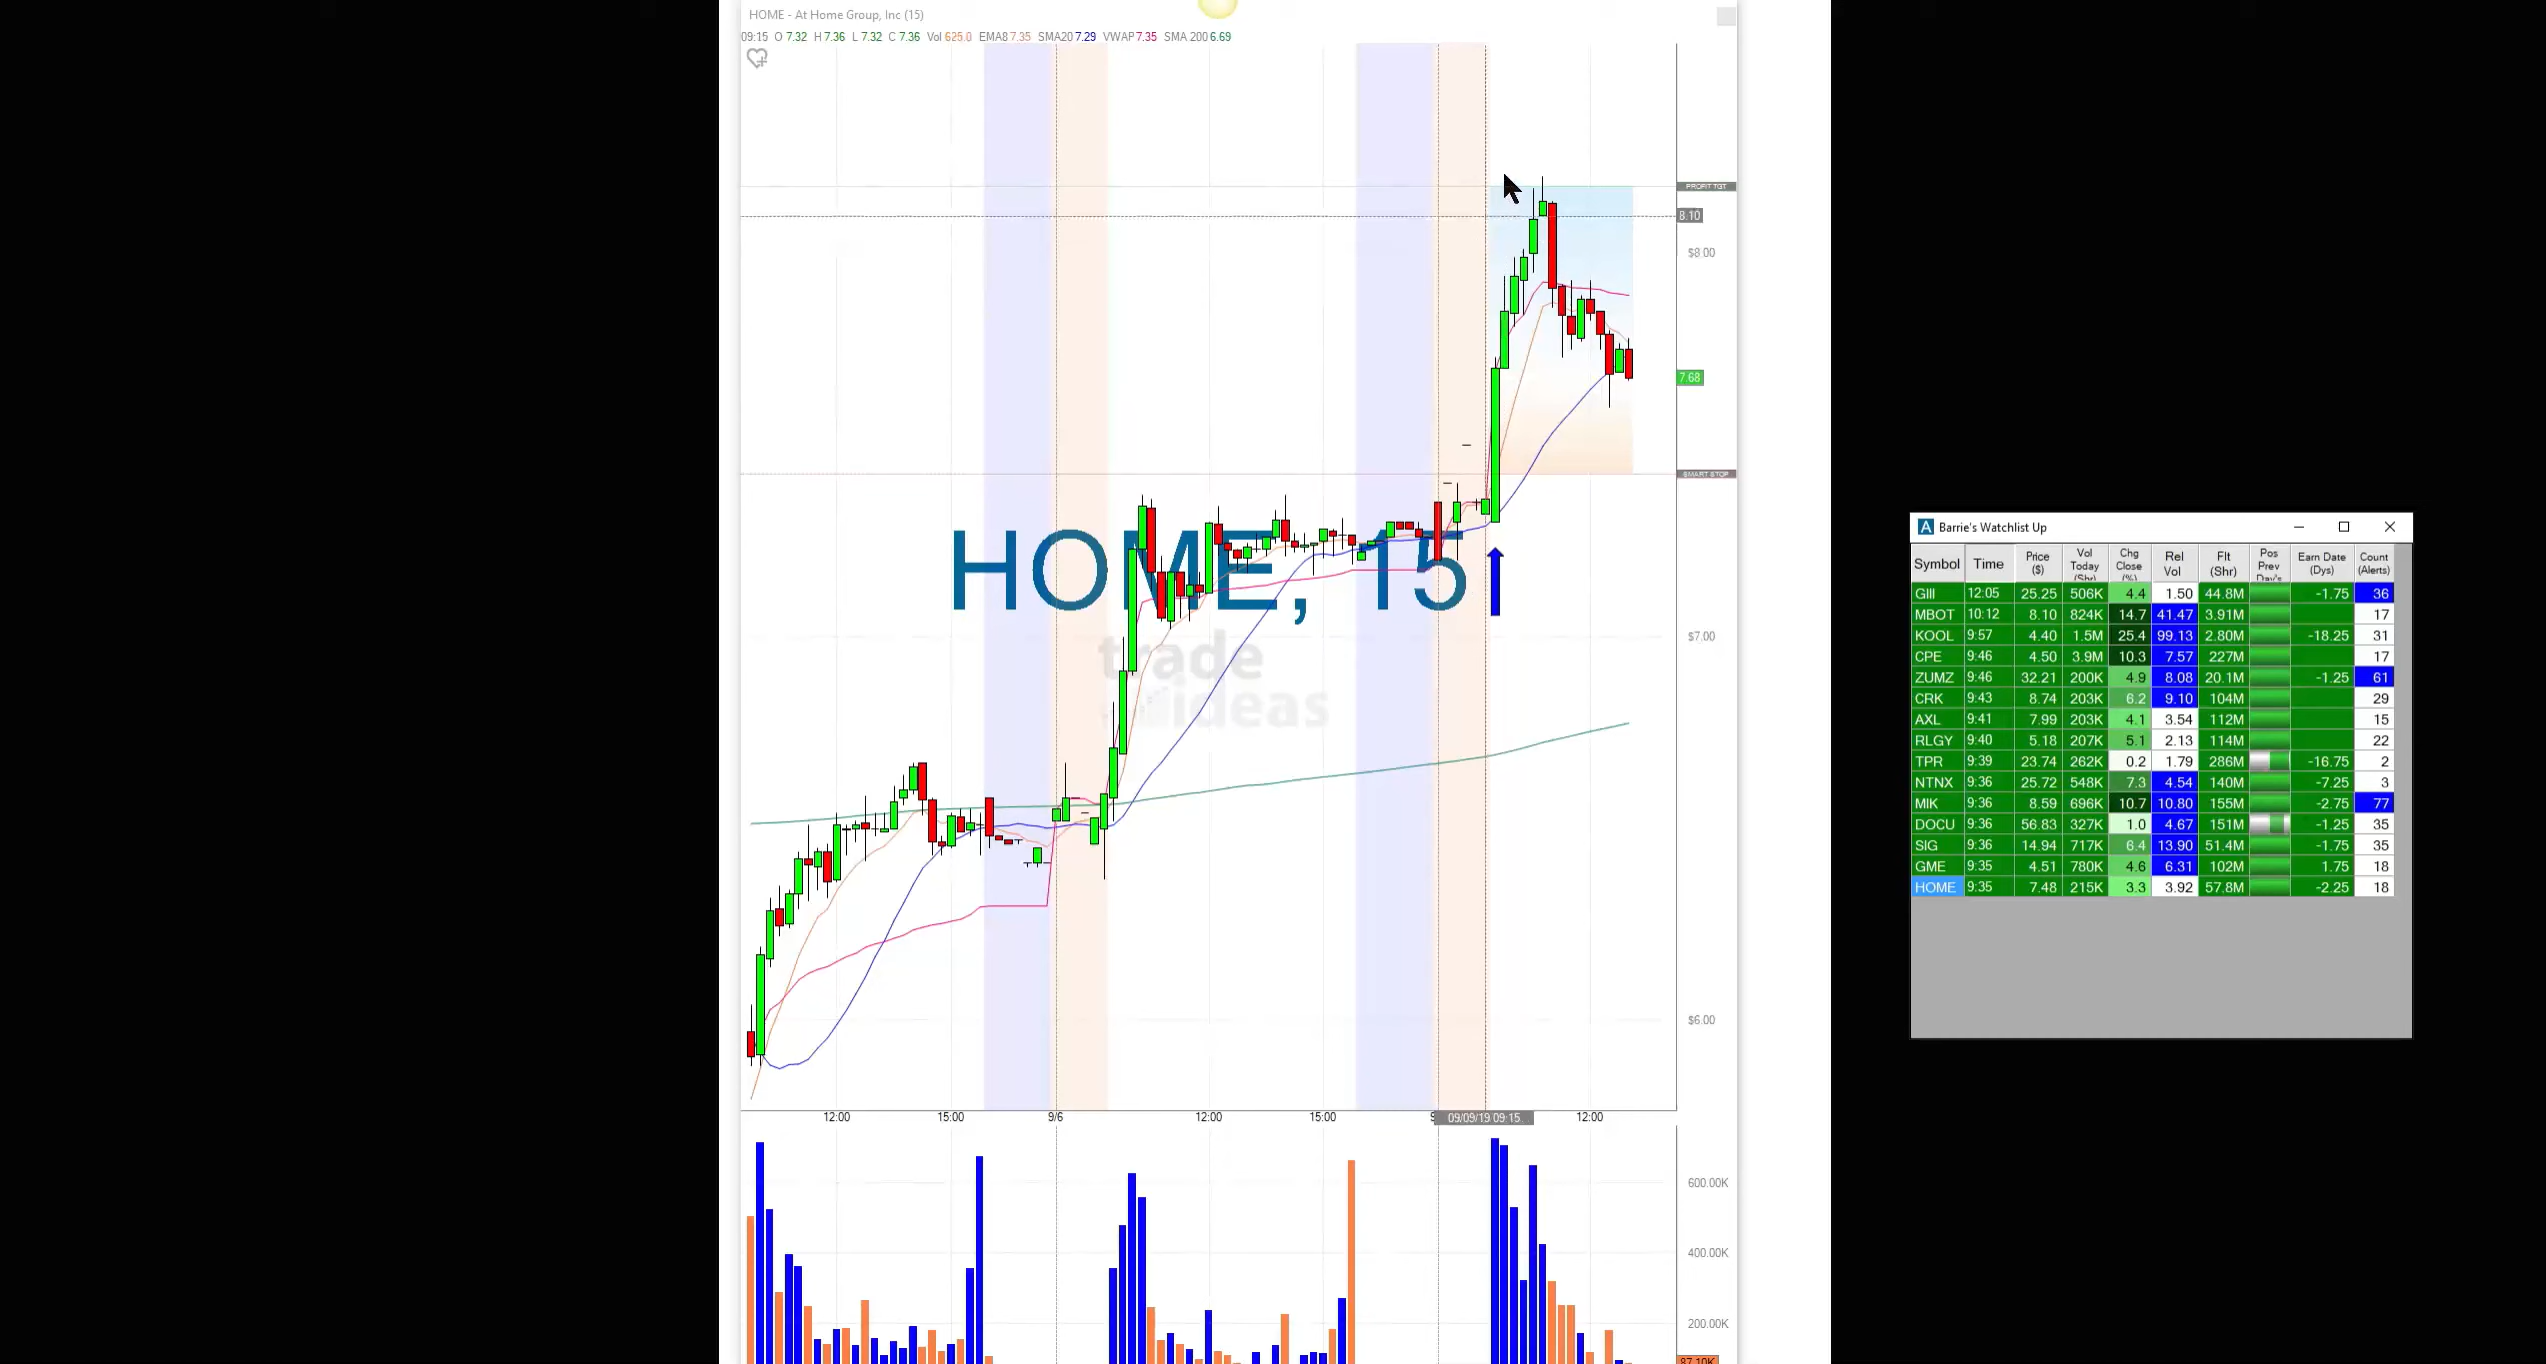 HOME - At Home Group, Inc (15)
09:15 O 7.32 H 7.36 L 7.32 C 7.36 Vol 625.0 EMA8 7.35 SMA20 7.29 VWAP 7.35 SMA 200 6.69
PROFIT TGT
8.10
$8.00
7.68
SMART STOP
HOME, 15
$7.00
trade
ideas
$6.00
12:00 15:00 9/6 12:00 15:00 9 09/09/19 09:15 12:00
600.00K
400.00K
200.00K
87.10K
Barrie's Watchlist Up
Symbol Time Price ($) Vol Today (Shr) Chg Close (%) Rel Vol Flt (Shr) Pos Prev Day's Earn Date (Dys) Count (Alerts)
GIII 12:05 25.25 506K 4.4 1.50 44.8M -1.75 36
MBOT 10:12 8.10 824K 14.7 41.47 3.91M 17
KOOL 9:57 4.40 1.5M 25.4 99.13 2.80M -18.25 31
CPE 9:46 4.50 3.9M 10.3 7.57 227M 17
ZUMZ 9:46 32.21 200K 4.9 8.08 20.1M -1.25 61
CRK 9:43 8.74 203K 6.2 9.10 104M 29
AXL 9:41 7.99 203K 4.1 3.54 112M 15
RLGY 9:40 5.18 207K 5.1 2.13 114M 22
TPR 9:39 23.74 262K 0.2 1.79 286M -16.75 2
NTNX 9:36 25.72 548K 7.3 4.54 140M -7.25 3
MIK 9:36 8.59 696K 10.7 10.80 155M -2.75 77
DOCU 9:36 56.83 327K 1.0 4.67 151M -1.25 35
SIG 9:36 14.94 717K 6.4 13.90 51.4M -1.75 35
GME 9:35 4.51 780K 4.6 6.31 102M 1.75 18
HOME 9:35 7.48 215K 3.3 3.92 57.8M -2.25 18